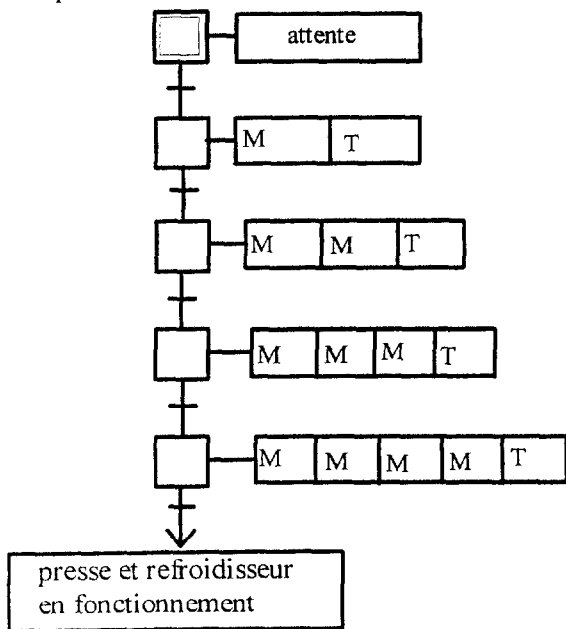 attente
M T
M M T
M M M T
M M M M T
presse et refroidisseur
en fonctionnement